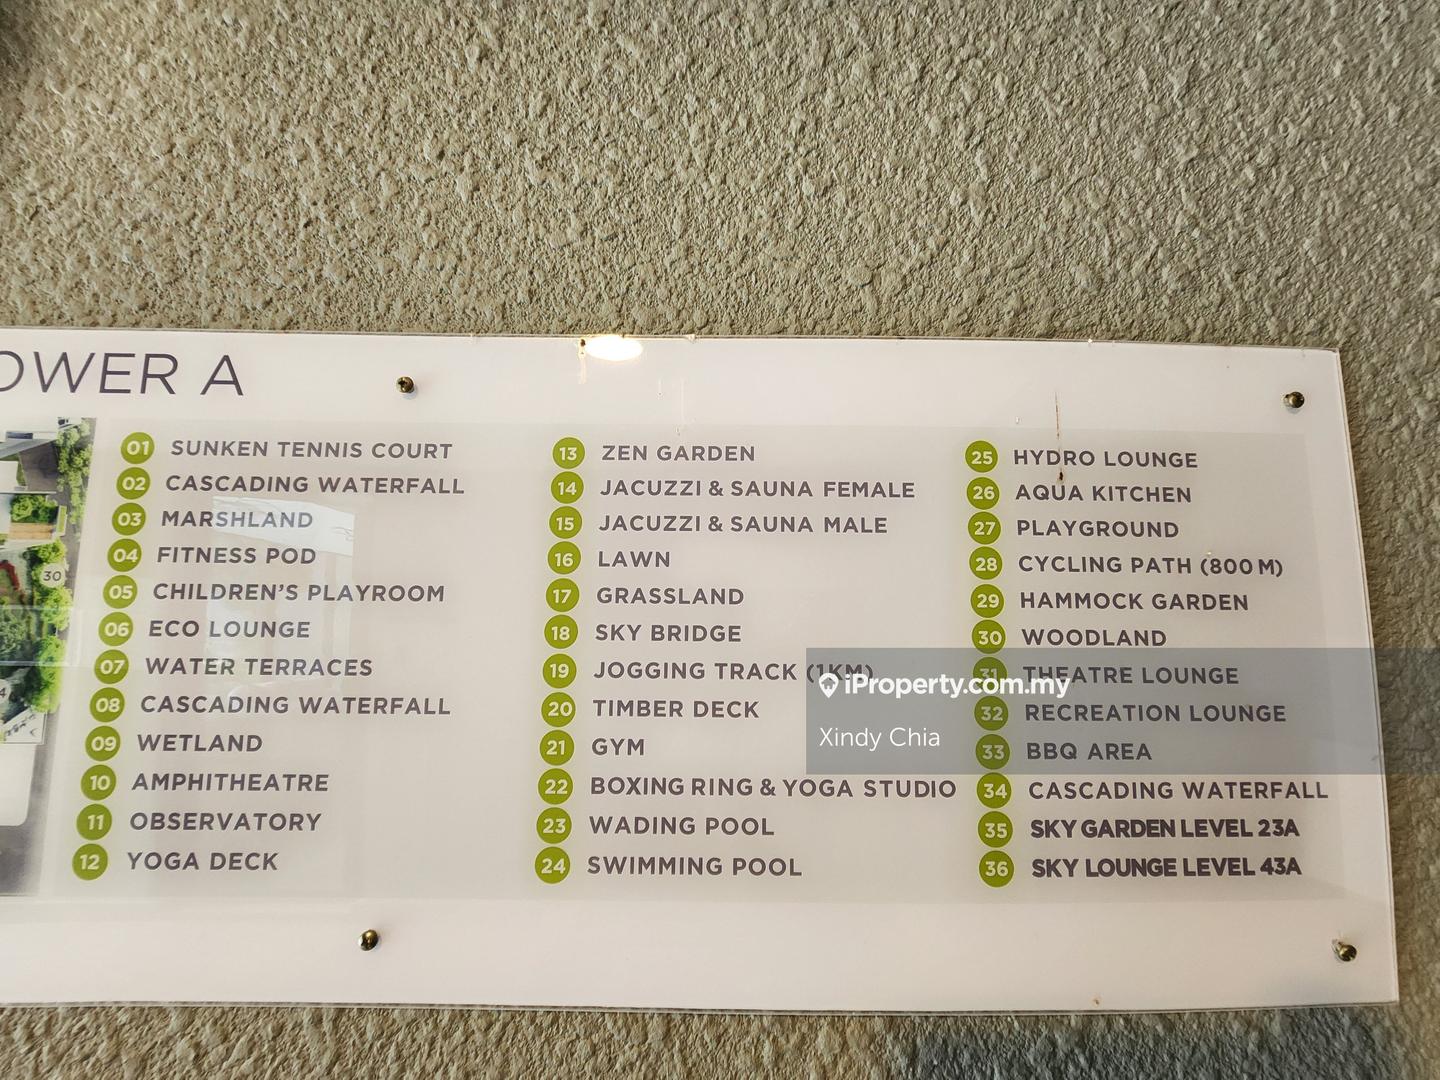 OWER A
01 SUNKEN TENNIS COURT
02 CASCADING WATERFALL
03 MARSHLAND
04 FITNESS POD
05 CHILDREN'S PLAYROOM
06 ECO LOUNGE
07 WATER TERRACES
08 CASCADING WATERFALL
09 WETLAND
10 AMPHITHEATRE
11 OBSERVATORY
12 YOGA DECK
13 ZEN GARDEN
14 JACUZZI & SAUNA FEMALE
15 JACUZZI & SAUNA MALE
16 LAWN
17 GRASSLAND
18 SKY BRIDGE
19 JOGGING TRACK (1KM)
20 TIMBER DECK
21 GYM
22 BOXING RING & YOGA STUDIO
23 WADING POOL
24 SWIMMING POOL
25 HYDRO LOUNGE
26 AQUA KITCHEN
27 PLAYGROUND
28 CYCLING PATH (800 M)
29 HAMMOCK GARDEN
30 WOODLAND
31 THEATRE LOUNGE
32 RECREATION LOUNGE
33 BBQ AREA
34 CASCADING WATERFALL
35 SKY GARDEN LEVEL 23A
36 SKY LOUNGE LEVEL 43A
30
4
iProperty.com.my
Xindy Chia